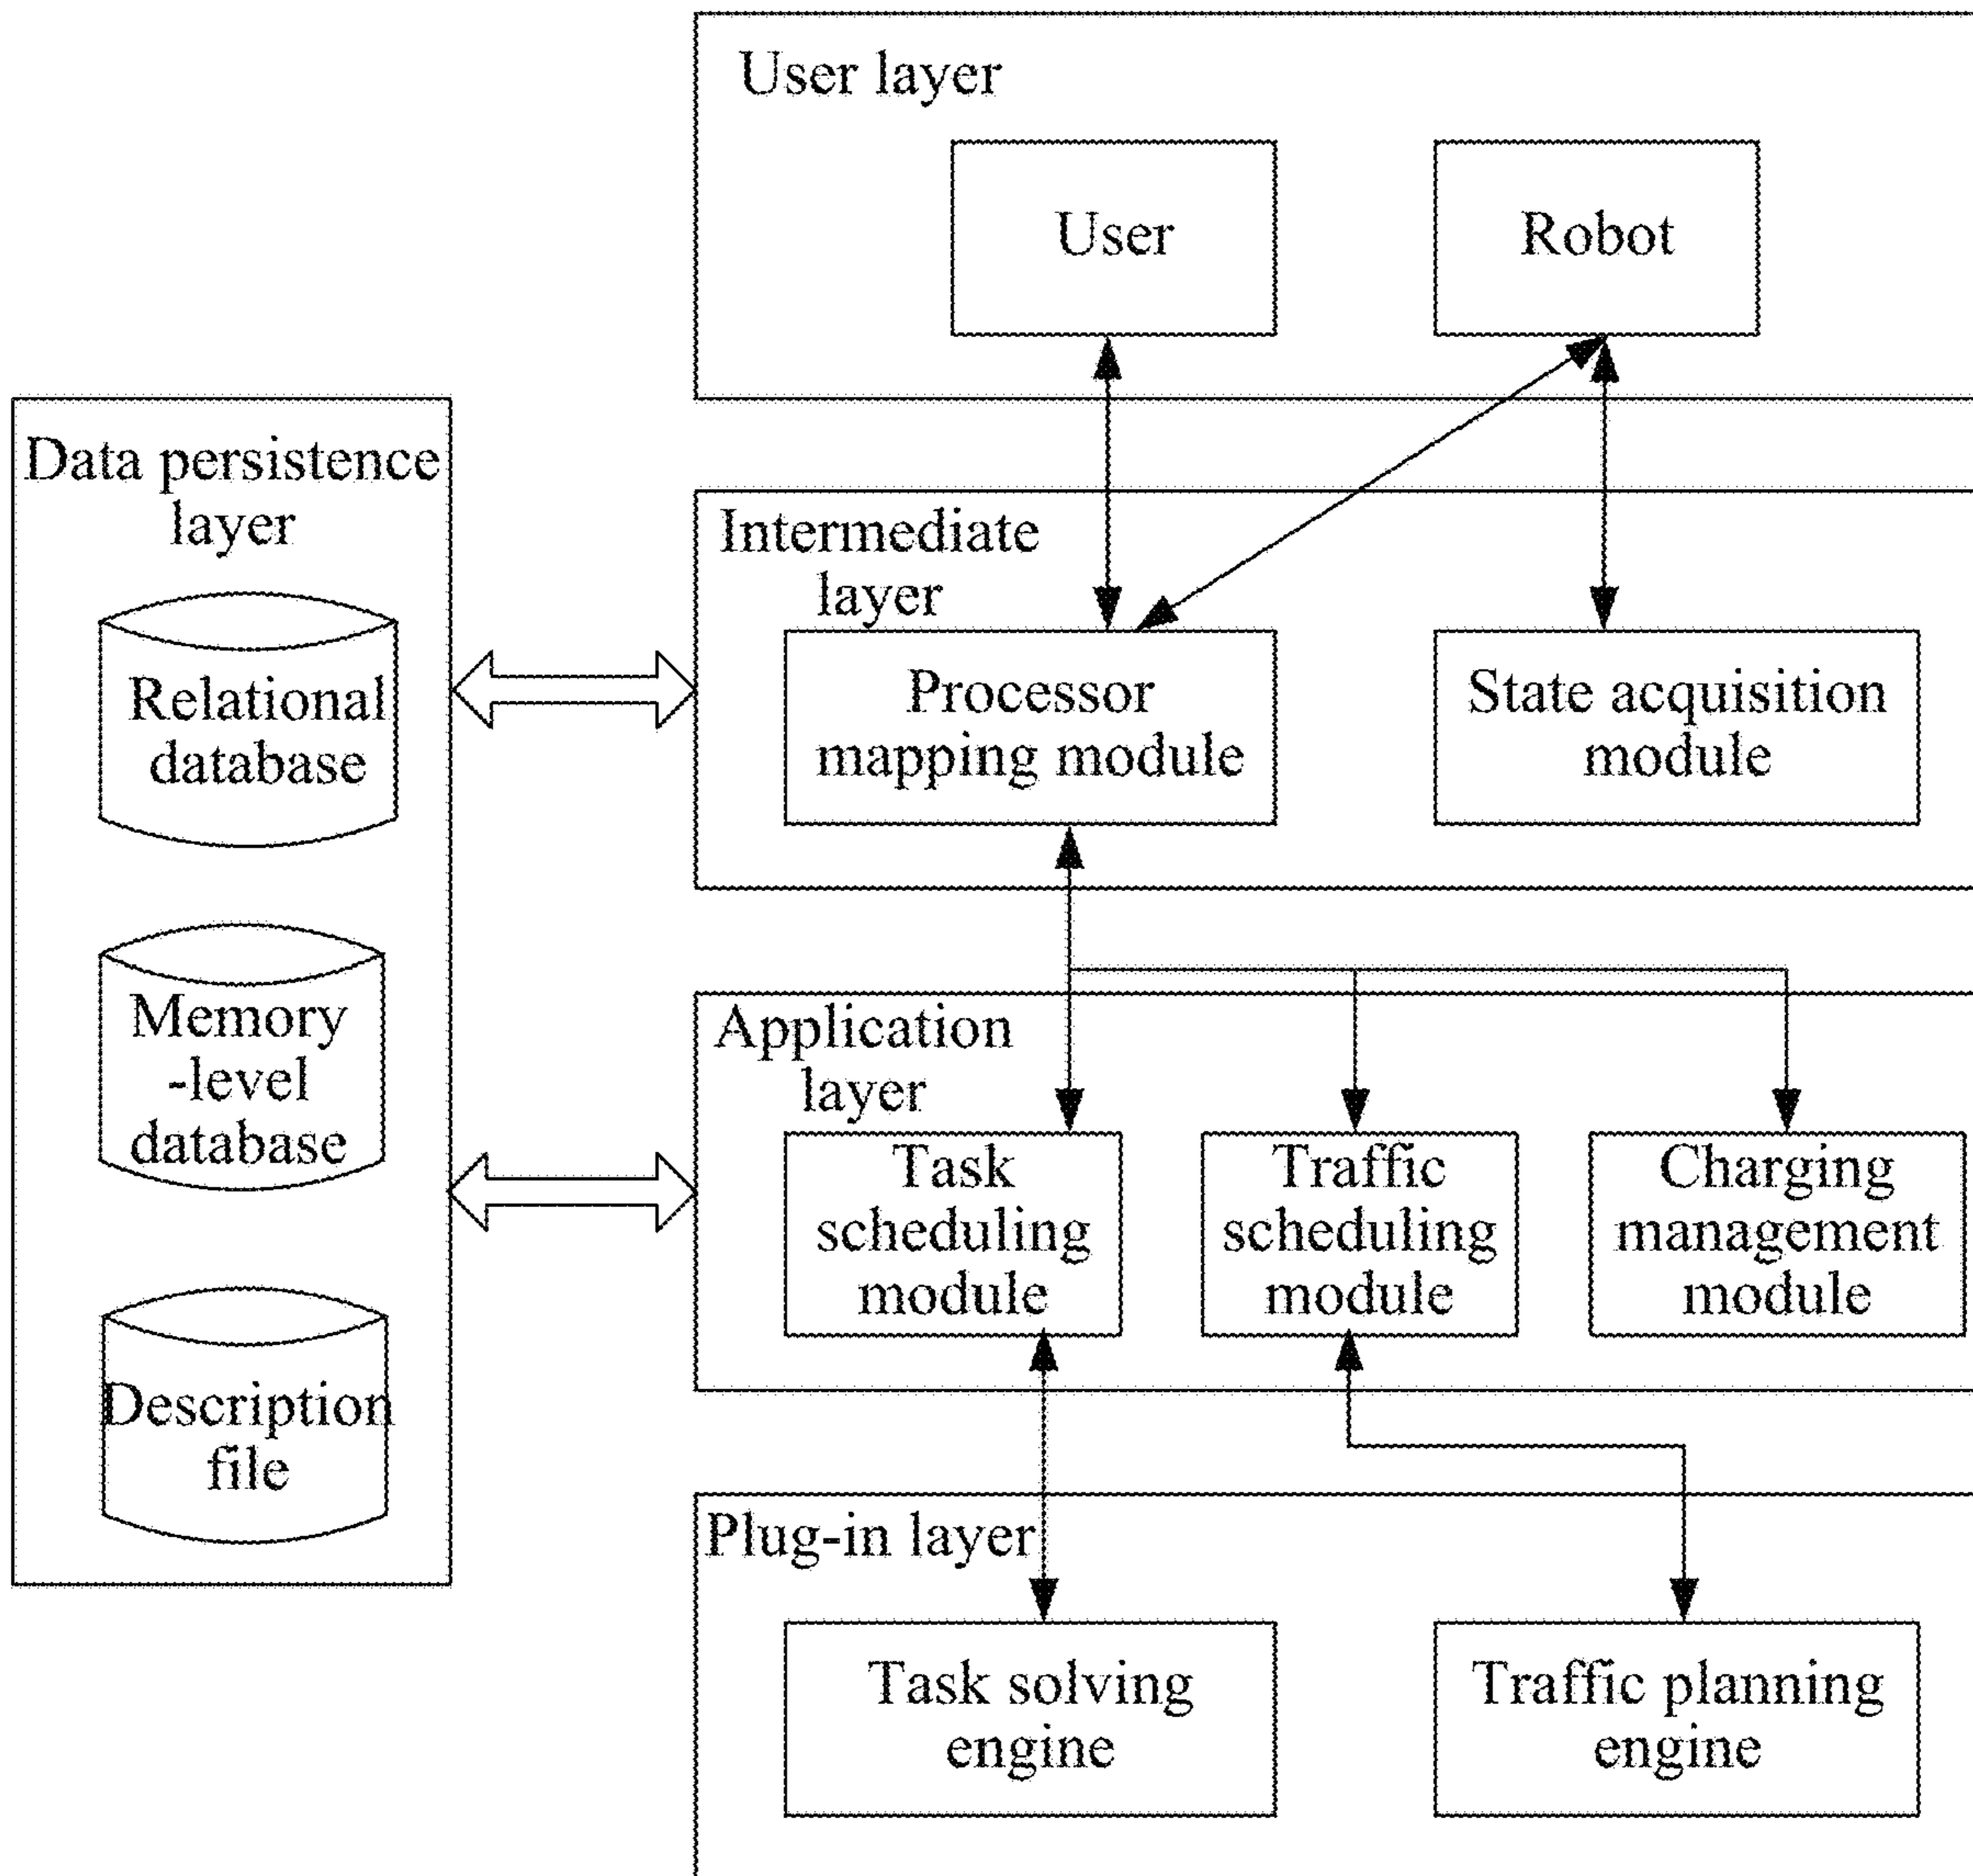 User layer
User
Robot
Data persistence
layer
Relational
database
Memory
-level
database
Description
file
Intermediate
layer
Processor
mapping module
State acquisition
module
Application
layer
Task
scheduling
module
Traffic
scheduling
module
Charging
management
module
Plug-in layer
Task solving
engine
Traffic planning
engine